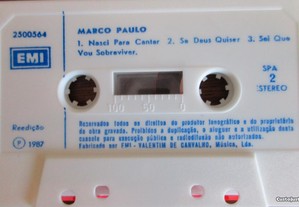 2500564
MARCO PAULO
1. Nasci Para Cantar 2. Se Deus Quiser 3. Sei Que
Vou Sobreviver.
EMI
SPA
2
STEREO
100 50 0
Reedição
Ⓟ 1987
Reservados todos os direitos do produtor fonográfico e do proprietário
da obra gravada. Proibidos a duplicação, o aluguer e a utilização desta
cassete para execução pública e radiodifusão não autorizadas.
Fabricado por EMI - VALENTIM DE CARVALHO, Música, Lda.